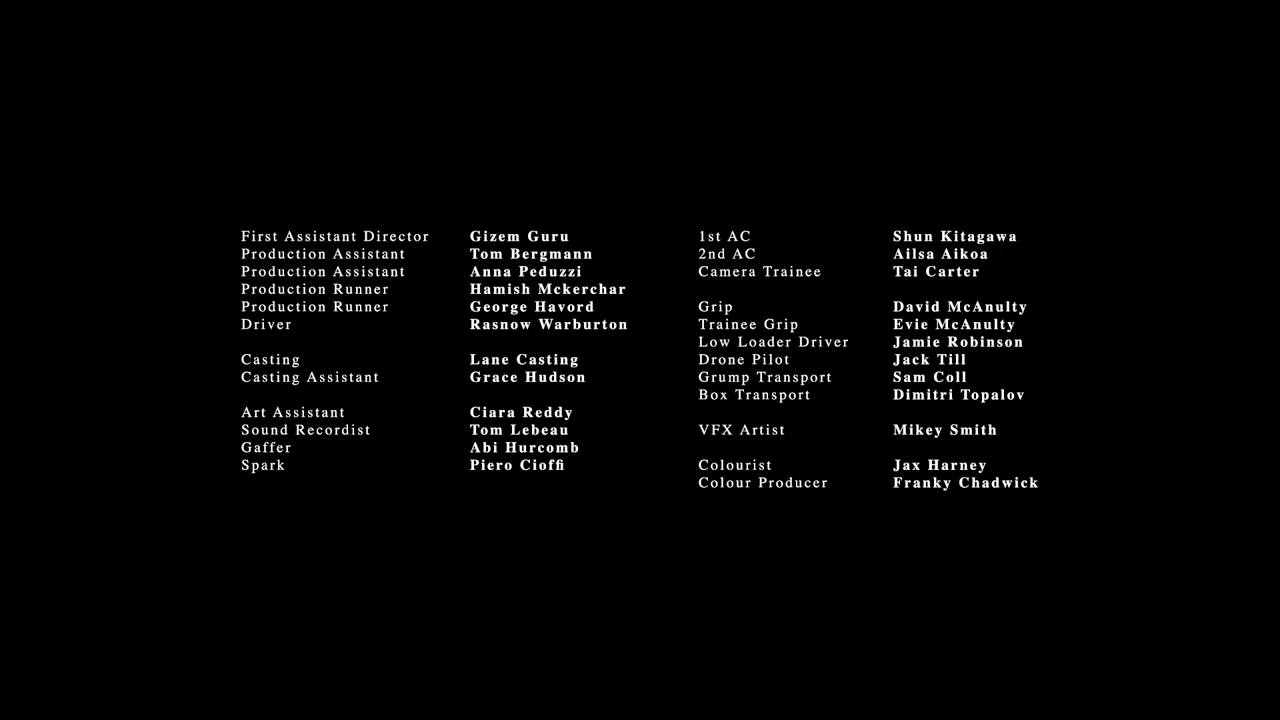 First Assistant Director Gizem Guru
Production Assistant Tom Bergmann
Production Assistant Anna Peduzzi
Production Runner Hamish Mckerchar
Production Runner George Havord
Driver Rasnow Warburton
Casting Lane Casting
Casting Assistant Grace Hudson
Art Assistant Ciara Reddy
Sound Recordist Tom Lebeau
Gaffer Abi Hurcomb
Spark Piero Cioffi
1st AC Shun Kitagawa
2nd AC Ailsa Aikoa
Camera Trainee Tai Carter
Grip David McAnulty
Trainee Grip Evie McAnulty
Low Loader Driver Jamie Robinson
Drone Pilot Jack Till
Grump Transport Sam Coll
Box Transport Dimitri Topalov
VFX Artist Mikey Smith
Colourist Jax Harney
Colour Producer Franky Chadwick